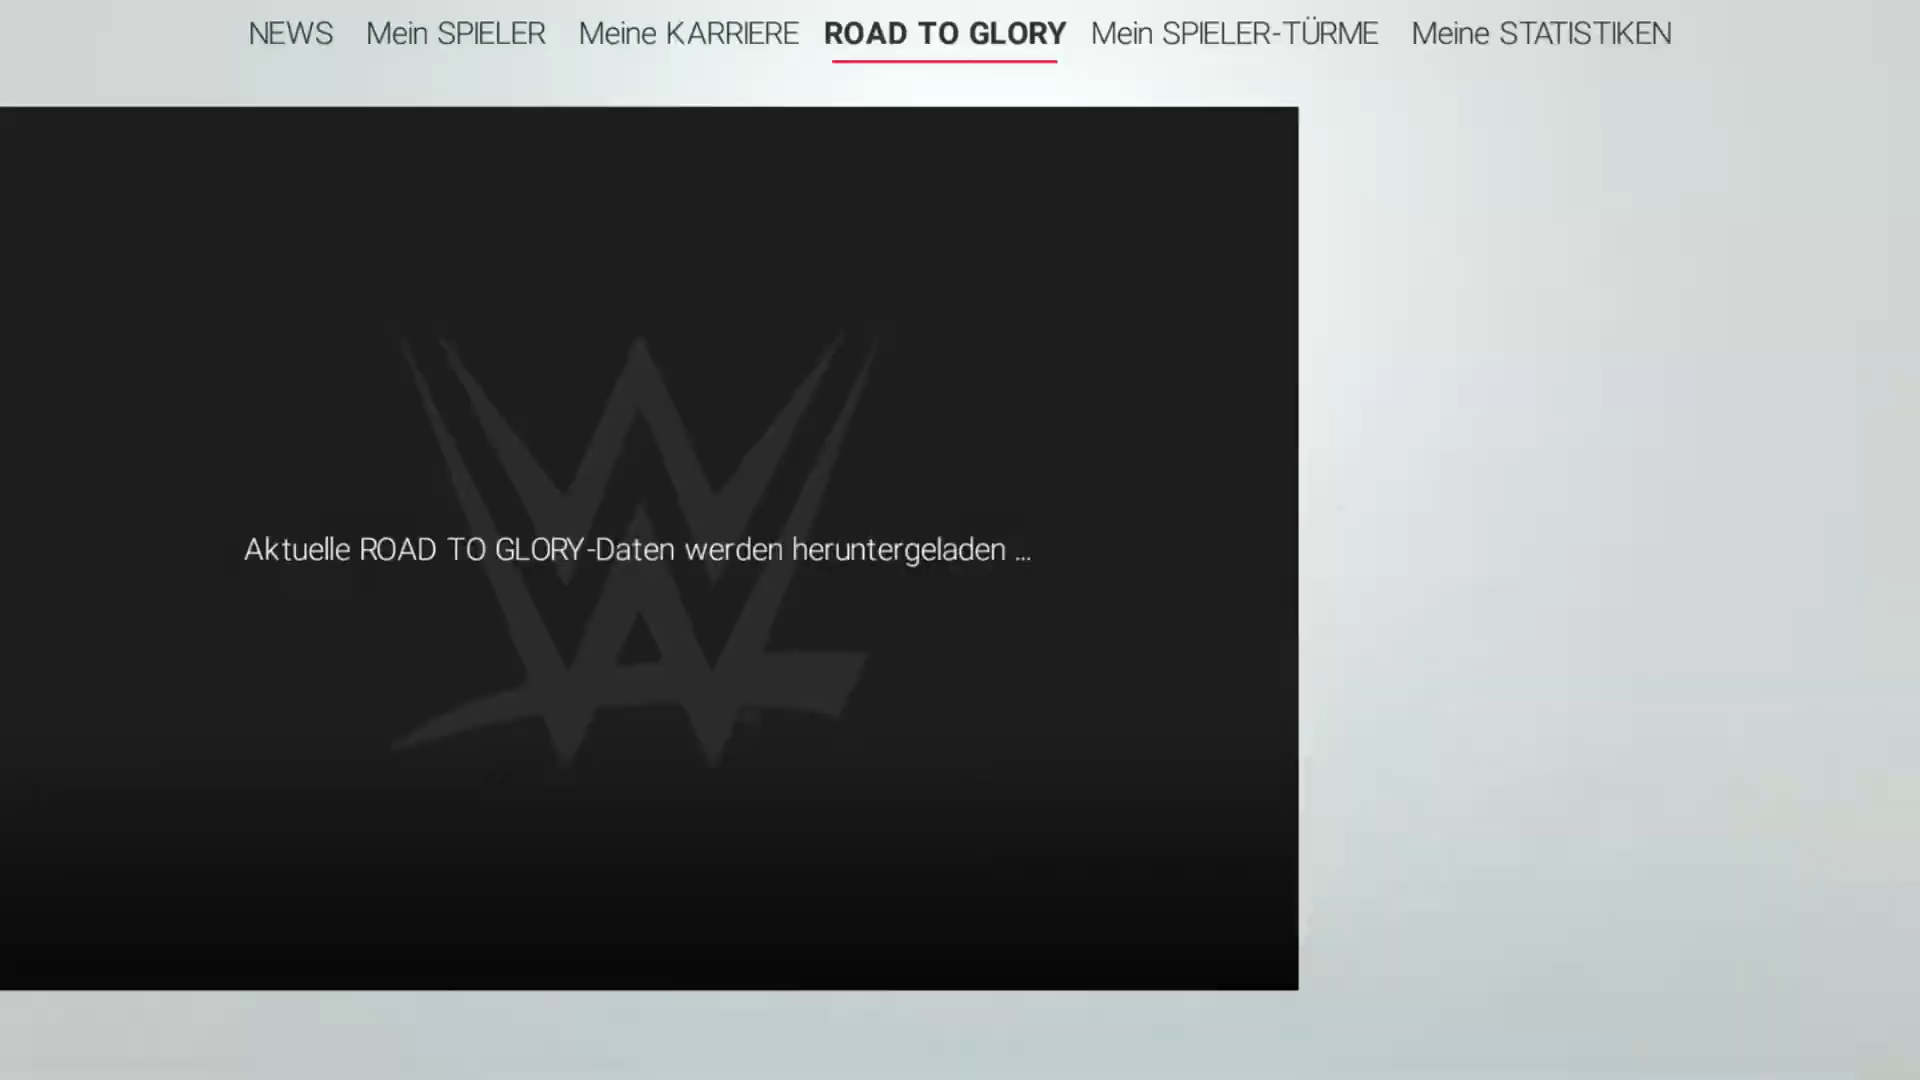 NEWS Mein SPIELER Meine KARRIERE ROAD TO GLORY Mein SPIELER-TÜRME Meine STATISTIKEN
Aktuelle ROAD TO GLORY-Daten werden heruntergeladen ...